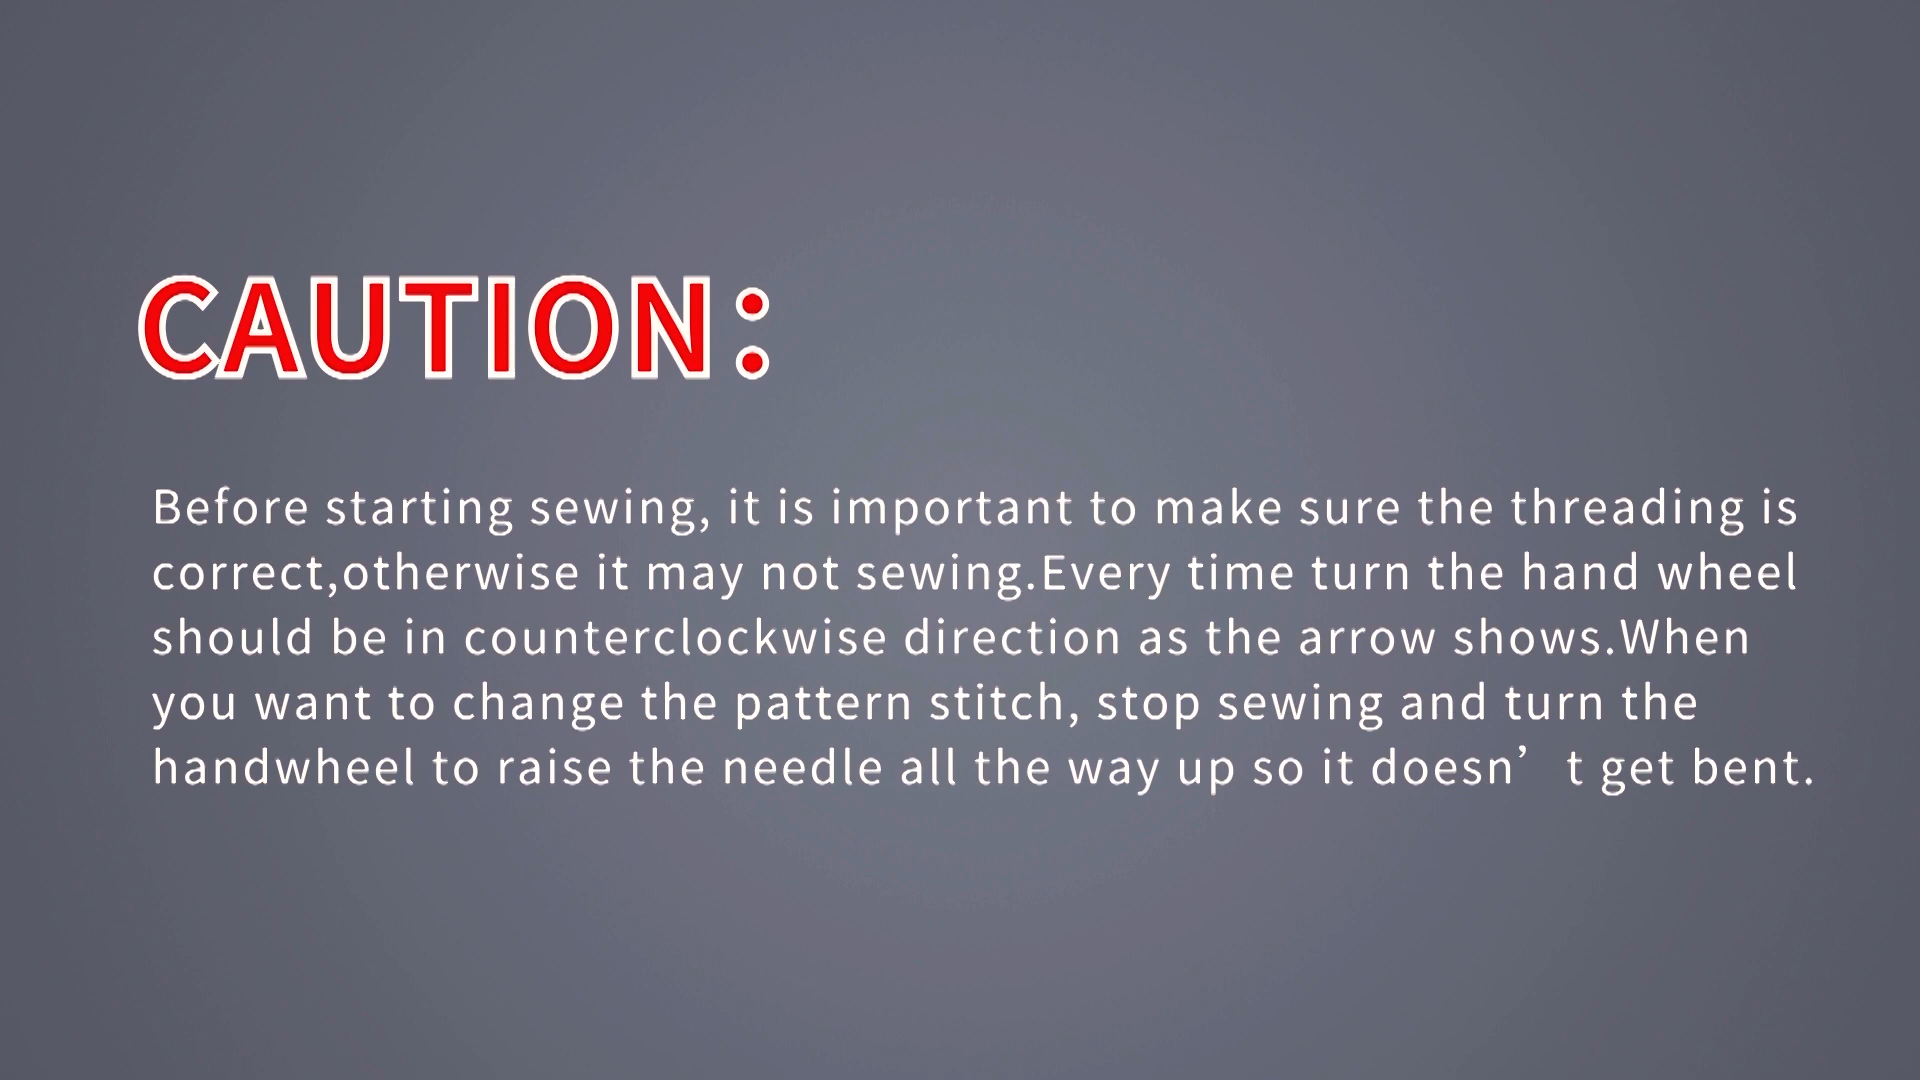 CAUTION：
Before starting sewing, it is important to make sure the threading is
correct,otherwise it may not sewing.Every time turn the hand wheel
should be in counterclockwise direction as the arrow shows.When
you want to change the pattern stitch, stop sewing and turn the
handwheel to raise the needle all the way up so it doesn’ t get bent.